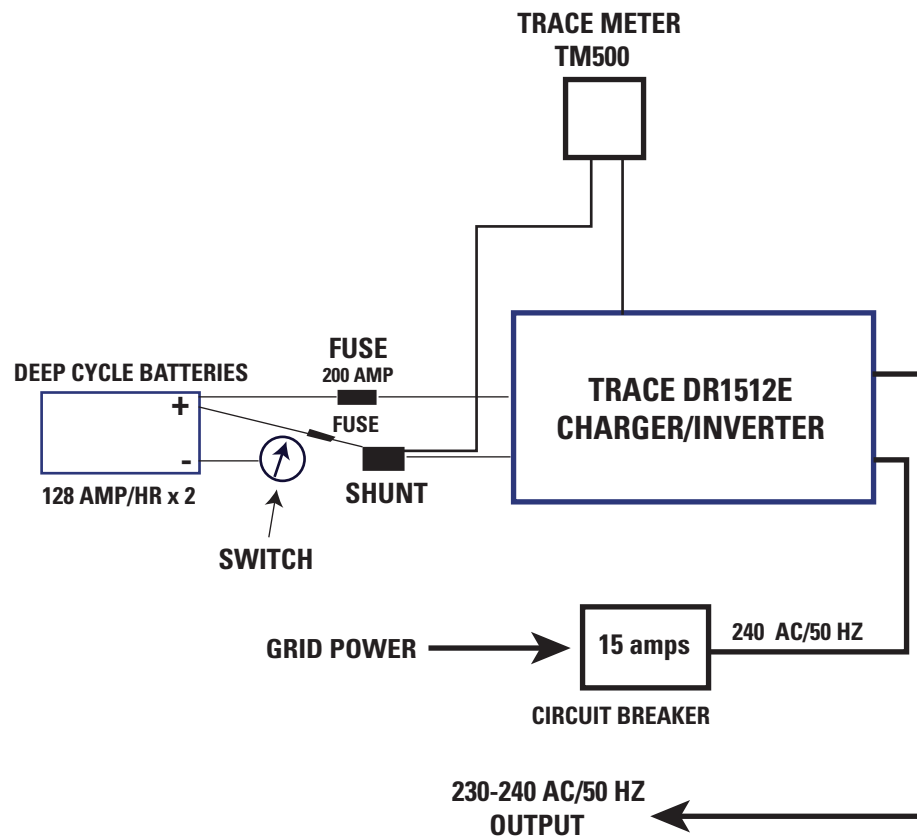 TRACE METER
TM500
FUSE
200 AMP
DEEP CYCLE BATTERIES
+
FUSE
-
128 AMP/HR x 2
SHUNT
SWITCH
TRACE DR1512E
CHARGER/INVERTER
GRID POWER
15 amps
240 AC/50 HZ
CIRCUIT BREAKER
230-240 AC/50 HZ
OUTPUT